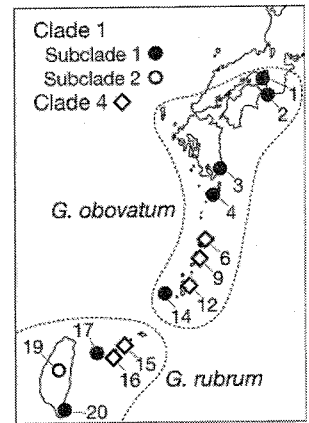 Clade 1
Subclade 1
Subclade 2
Clade 4
1
2
3
4
G. obovatum
6
9
12
14
17
15
19
16
G. rubrum
20